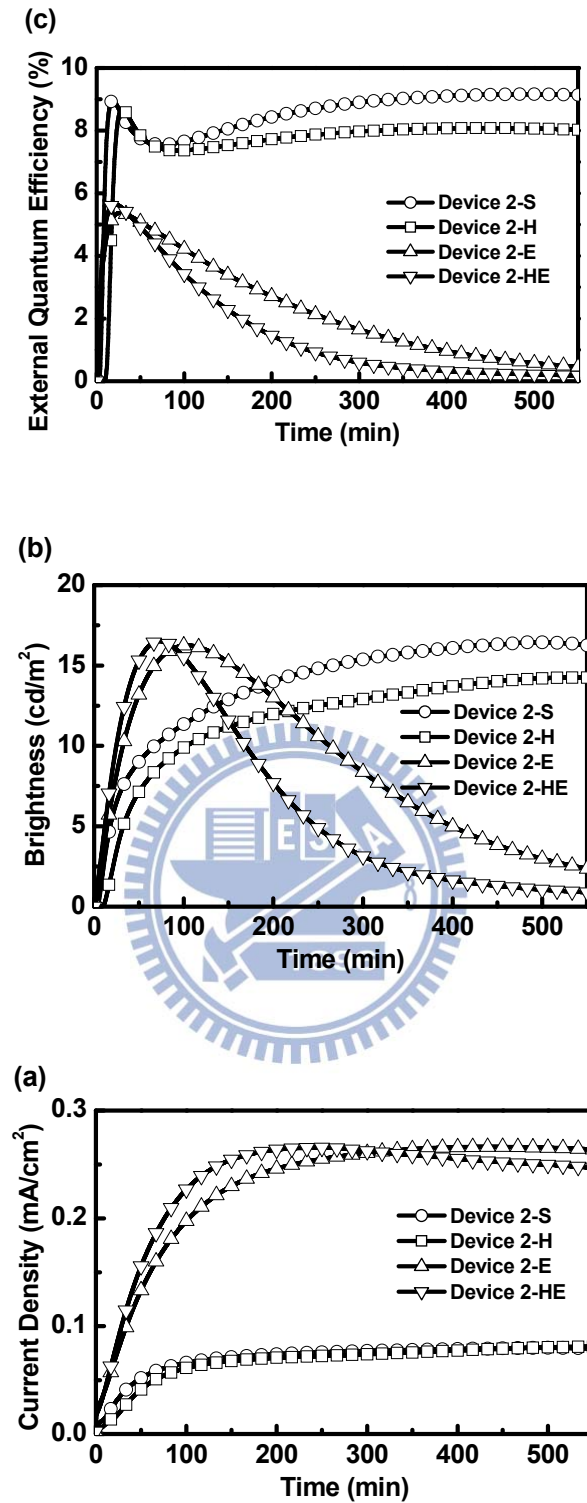 (c)
External Quantum Efficiency (%)
10
8
6
4
2
0
Device 2-S
Device 2-H
Device 2-E
Device 2-HE
0 100 200 300 400 500
Time (min)
(b)
Brightness (cd/m²)
20
15
10
5
0
Device 2-S
Device 2-H
Device 2-E
Device 2-HE
E S A
0 100 200 300 400 500
Time (min)
1896
(a)
Current Density (mA/cm²)
0.3
0.2
0.1
0.0
Device 2-S
Device 2-H
Device 2-E
Device 2-HE
0 100 200 300 400 500
Time (min)